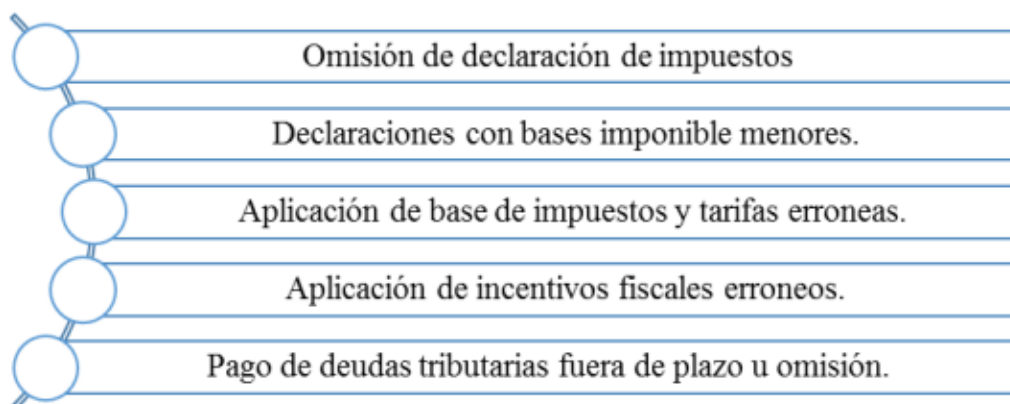 Omisión de declaración de impuestos
Declaraciones con bases imponible menores.
Aplicación de base de impuestos y tarifas erroneas.
Aplicación de incentivos fiscales erroneos.
Pago de deudas tributarias fuera de plazo u omisión.